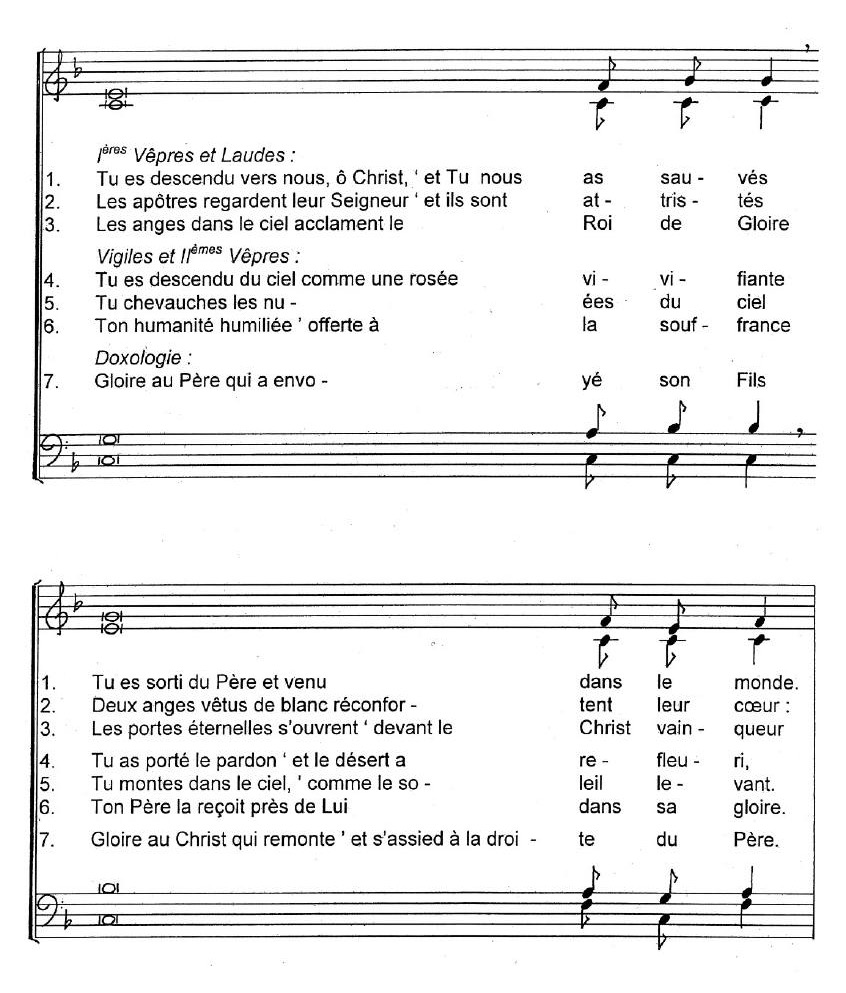 Ières Vêpres et Laudes :
1. Tu es descendu vers nous, ô Christ, ‘ et Tu nous as sau - vés
2. Les apôtres regardent leur Seigneur ‘ et ils sont at - tris - tés
3. Les anges dans le ciel acclament le Roi de Gloire
Vigiles et IIèmes Vêpres :
4. Tu es descendu du ciel comme une rosée vi - vi - fiante
5. Tu chevauches les nu - ées du ciel
6. Ton humanité humiliée ’ offerte à la souf - france
Doxologie :
7. Gloire au Père qui a envo - yé son Fils
1. Tu es sorti du Père et venu dans le monde.
2. Deux anges vêtus de blanc réconfor - tent leur cœur :
3. Les portes éternelles s’ouvrent ‘ devant le Christ vain - queur
4. Tu as porté le pardon ‘ et le désert a re - fleu - ri,
5. Tu montes dans le ciel, ’ comme le so - leil le - vant.
6. Ton Père la reçoit près de Lui dans sa gloire.
7. Gloire au Christ qui remonte ’ et s’assied à la droi - te du Père.